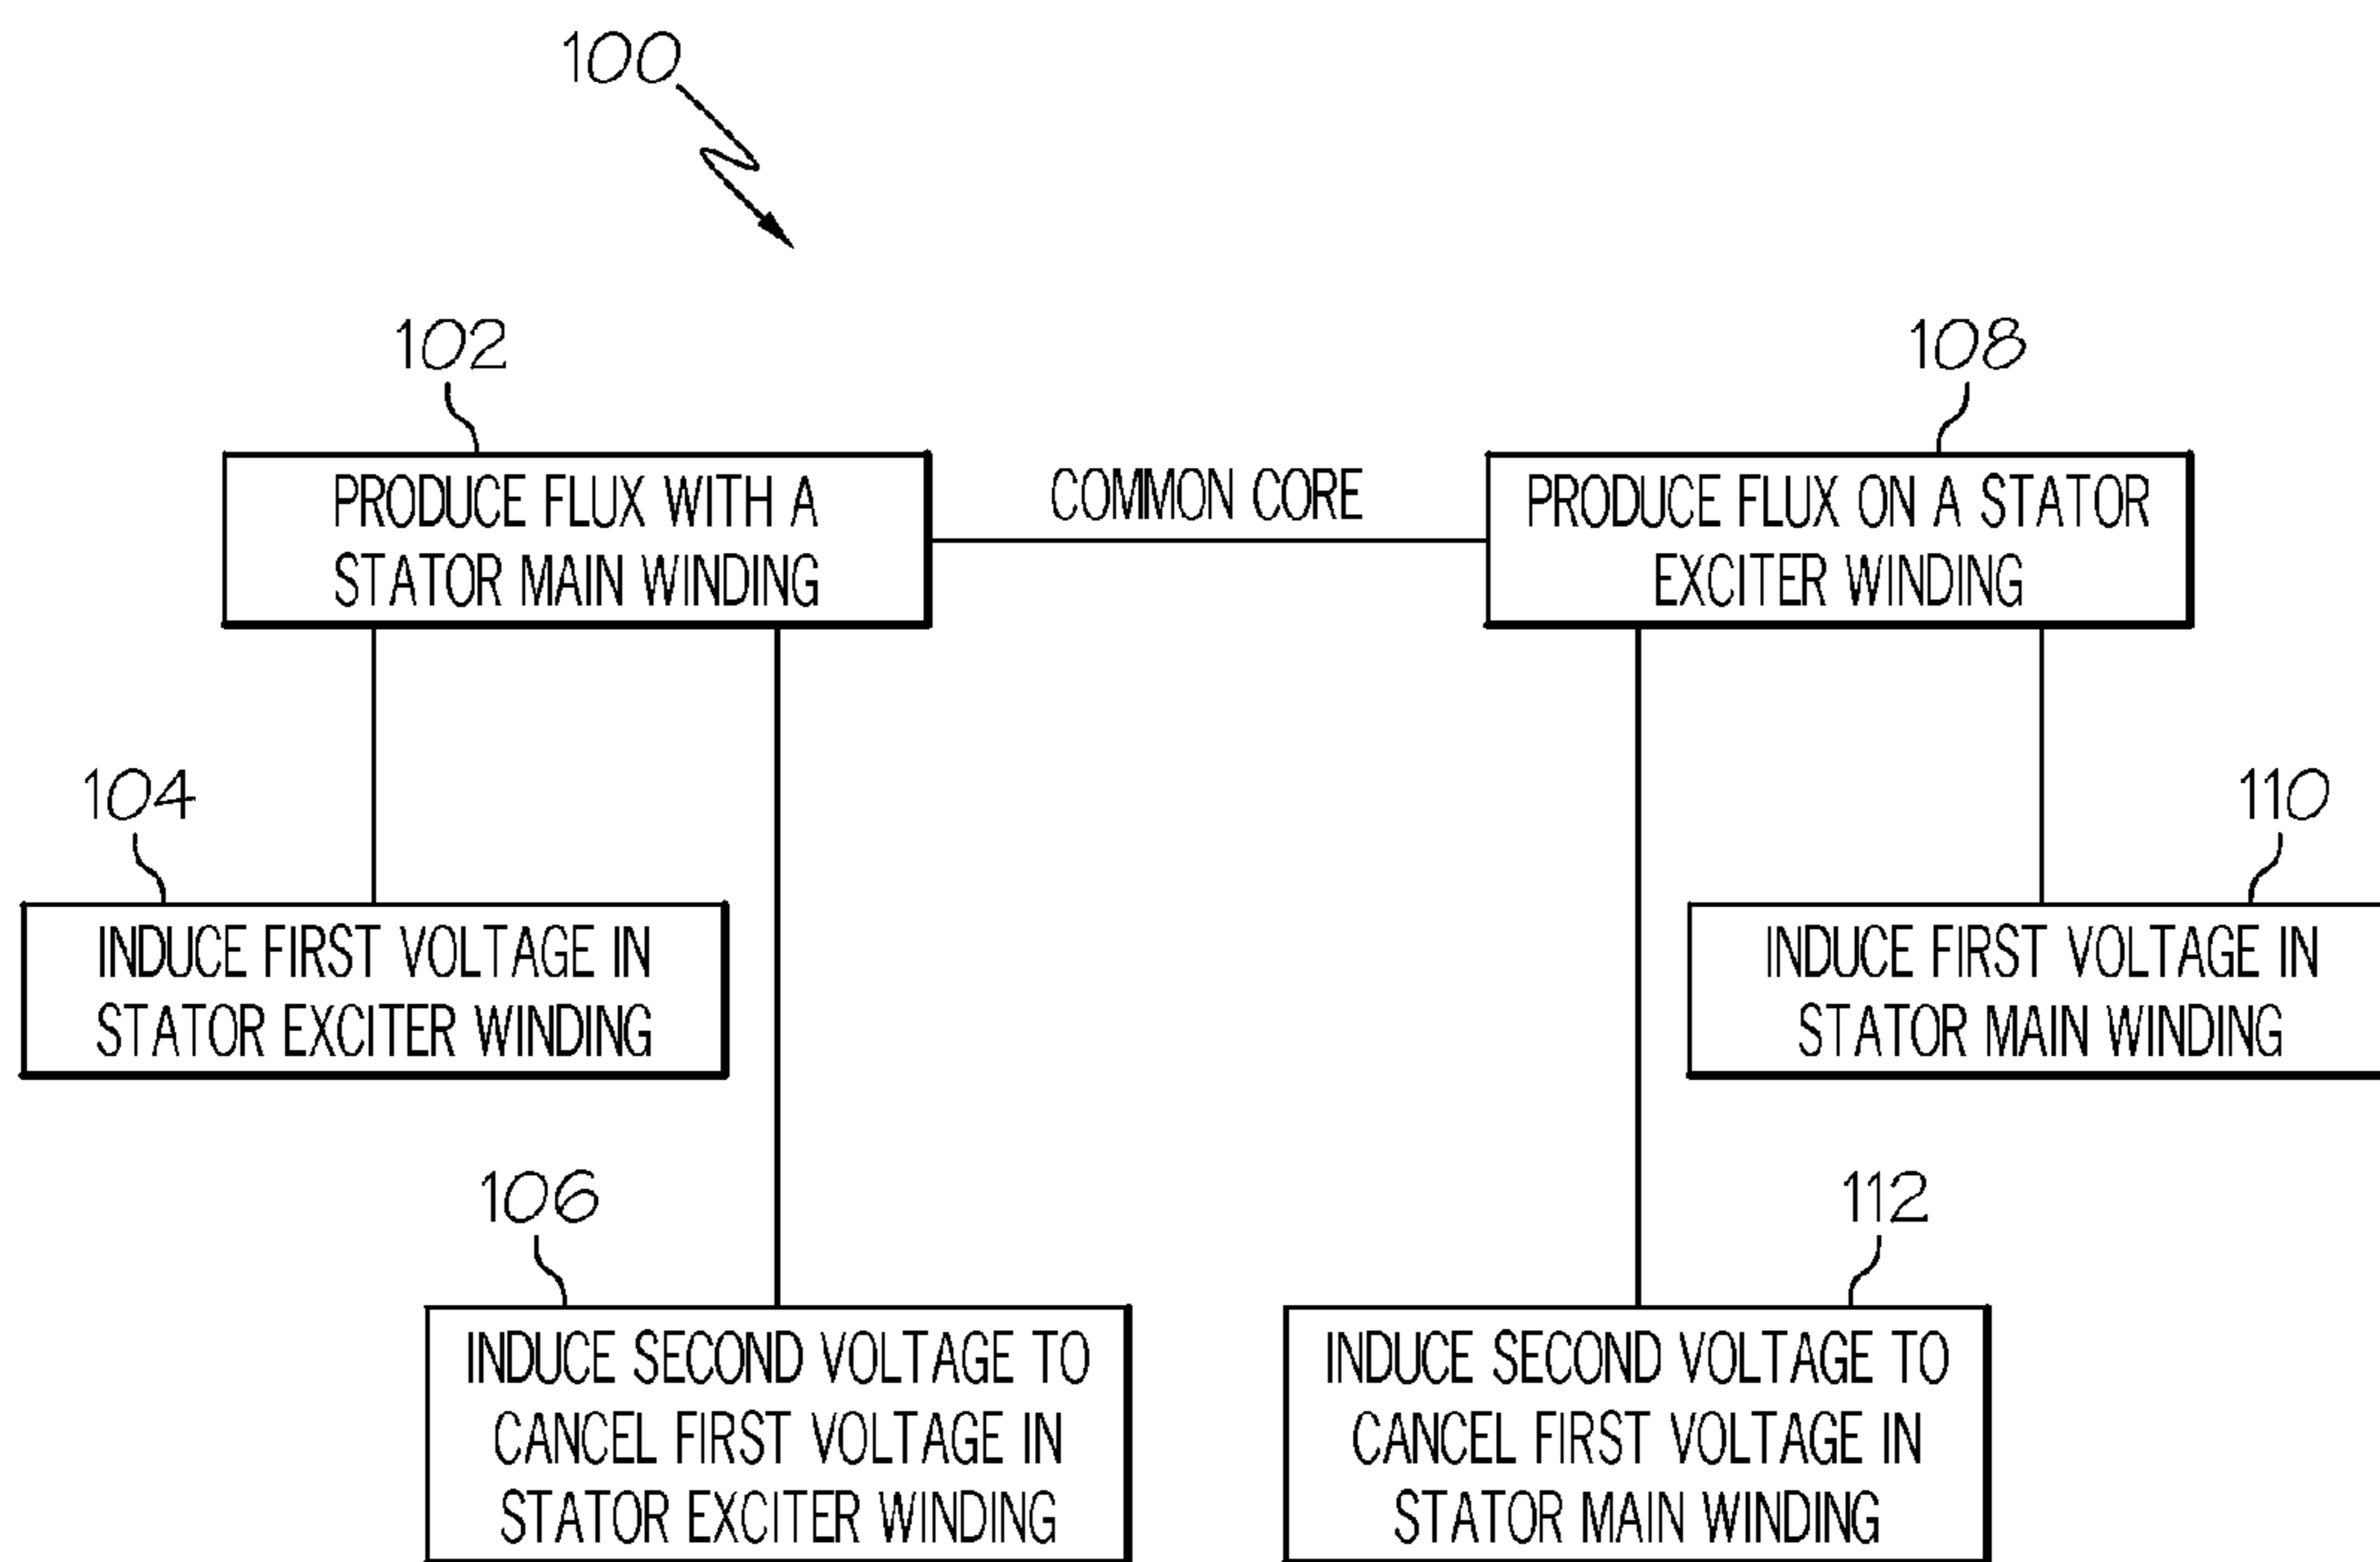 100
102
108
PRODUCE FLUX WITH A
STATOR MAIN WINDING
COMMON CORE
PRODUCE FLUX ON A STATOR
EXCITER WINDING
104
110
INDUCE FIRST VOLTAGE IN
STATOR EXCITER WINDING
INDUCE FIRST VOLTAGE IN
STATOR MAIN WINDING
106
112
INDUCE SECOND VOLTAGE TO
CANCEL FIRST VOLTAGE IN
STATOR EXCITER WINDING
INDUCE SECOND VOLTAGE TO
CANCEL FIRST VOLTAGE IN
STATOR MAIN WINDING